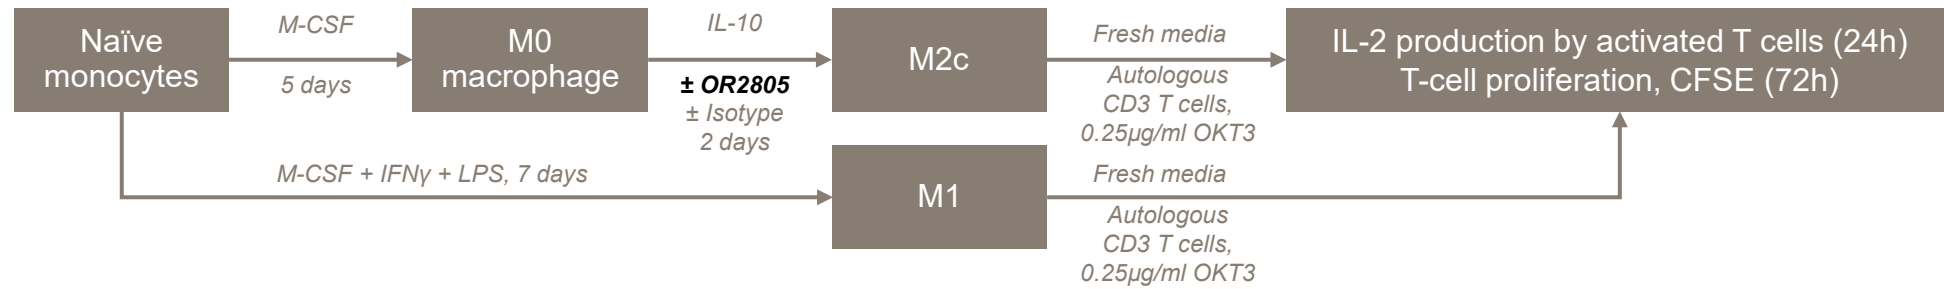 Naïve
monocytes
M-CSF
5 days
M0
macrophage
IL-10
± OR2805
± Isotype
2 days
M2c
Fresh media
Autologous
CD3 T cells,
0.25µg/ml OKT3
IL-2 production by activated T cells (24h)
T-cell proliferation, CFSE (72h)
M-CSF + IFNγ + LPS, 7 days
M1
Fresh media
Autologous
CD3 T cells,
0.25µg/ml OKT3